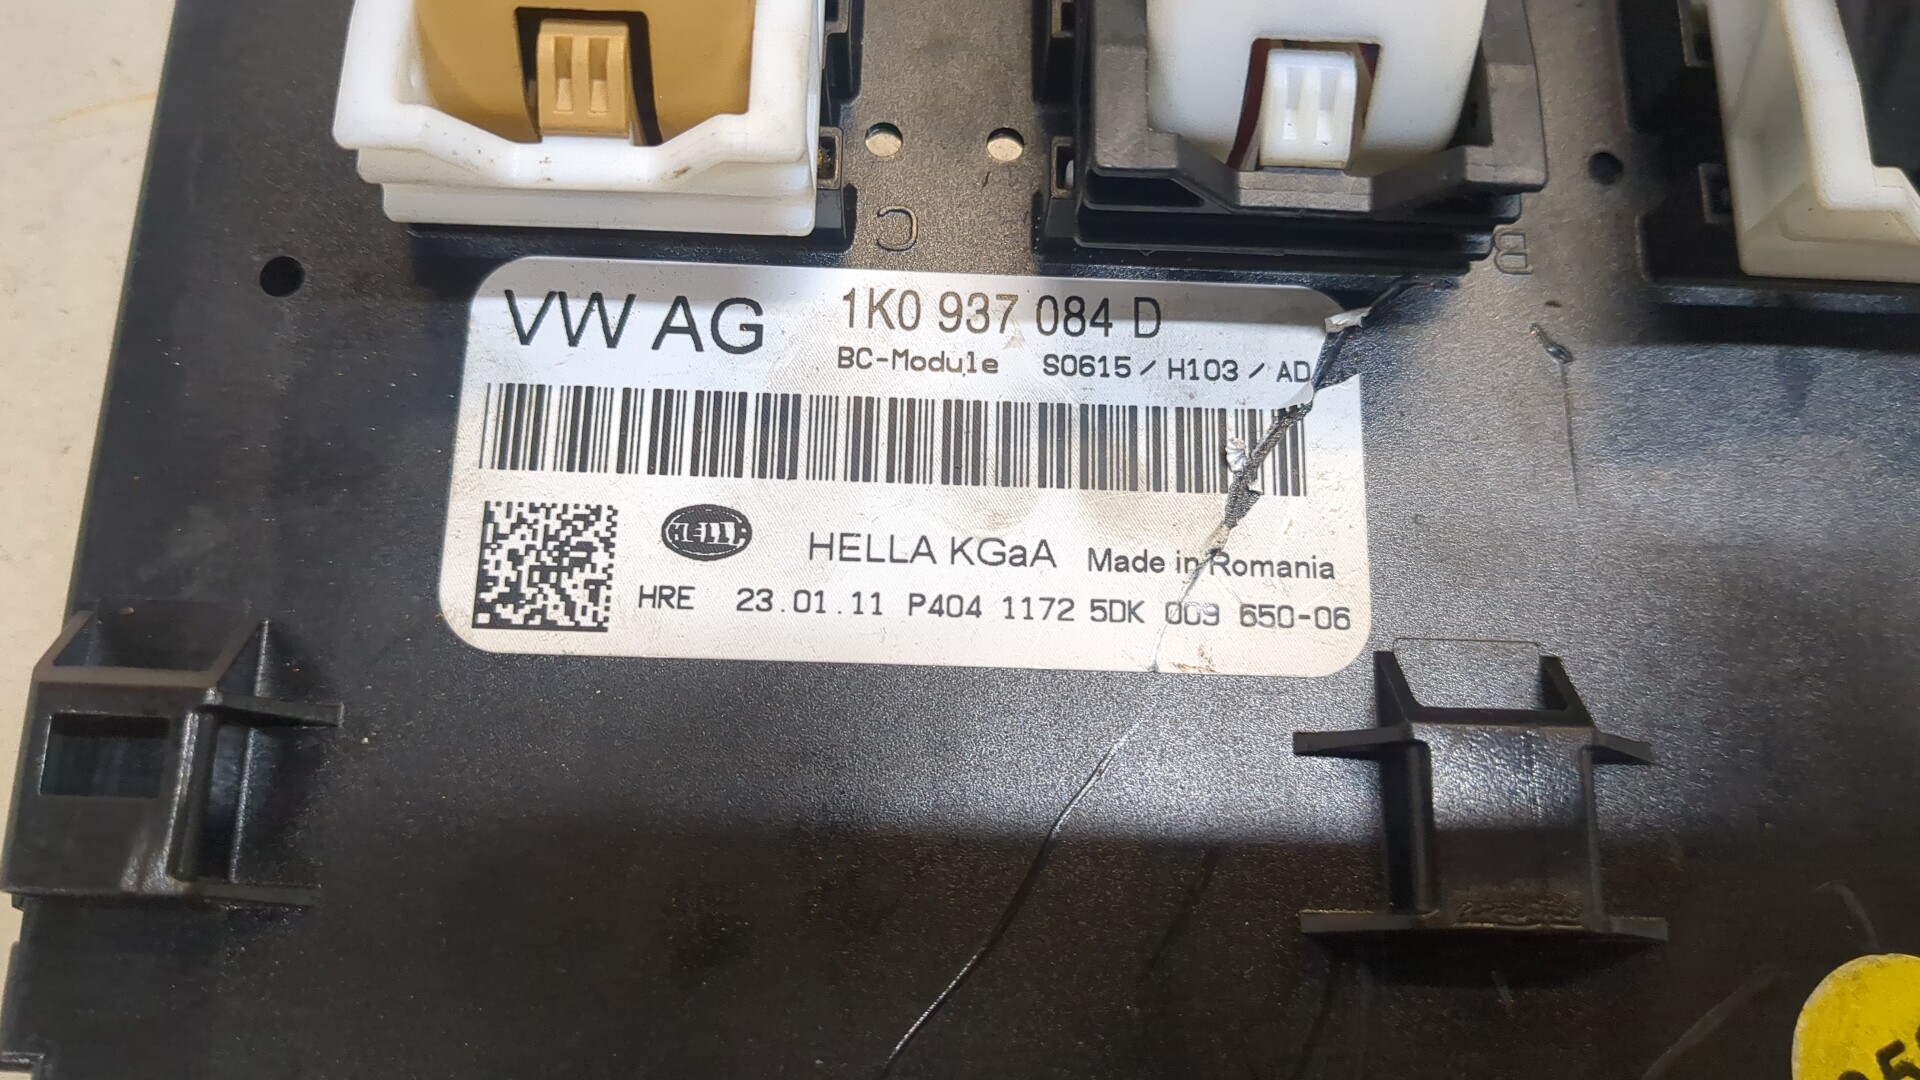 C
B
VW AG 1K0 937 084 D
BC-Module S0615 / H103 / AD
HELLA HELLA KGaA Made in Romania
HRE 23.01.11 P404 1172 5DK 009 650-06